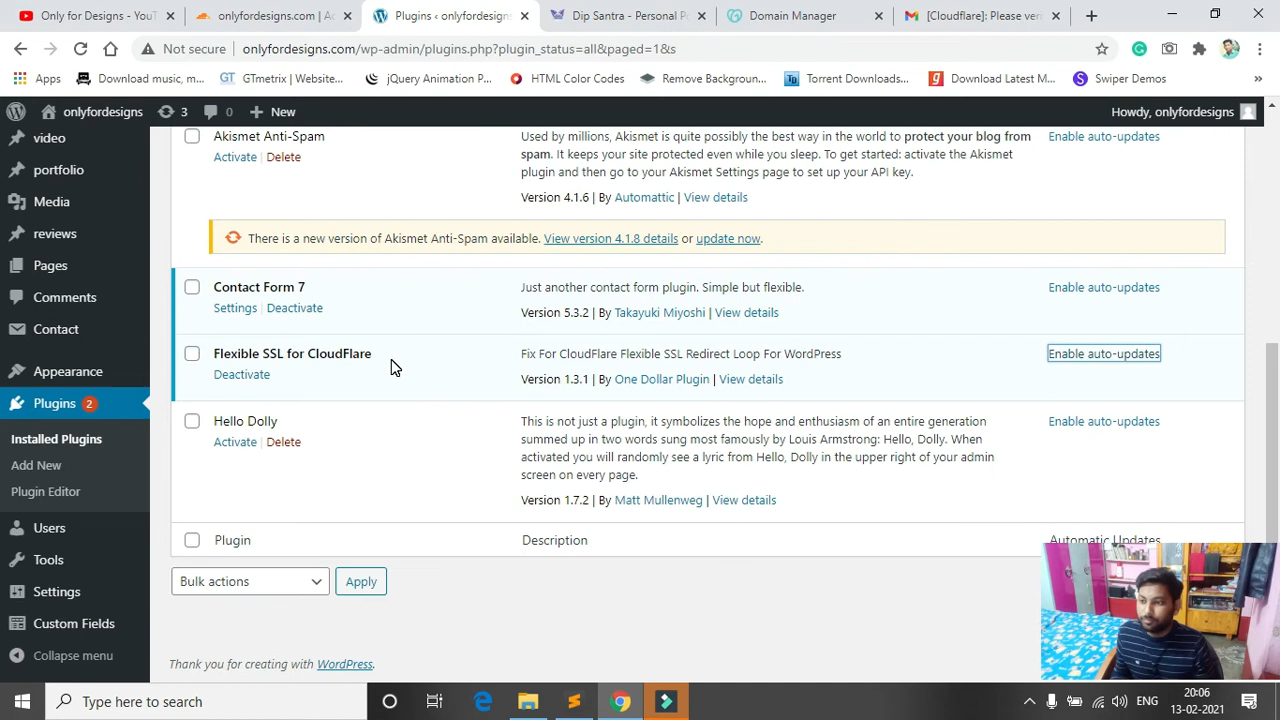 Only for Designs - YouT
onlyfordesigns.com | Ac
Plugins ‹ onlyfordesigns
Dip Santra - Personal Po
Domain Manager
[Cloudflare]: Please ver
Not secure
onlyfordesigns.com/wp-admin/plugins.php?plugin_status=all&paged=1&s
Apps
Download music, m...
GTmetrix | Website...
jQuery Animation P...
HTML Color Codes
Remove Backgroun...
Torrent Downloads...
Download Latest M...
Swiper Demos
»
onlyfordesigns
3
0
New
Howdy, onlyfordesigns
video
portfolio
Media
reviews
Pages
Comments
Contact
Appearance
Plugins 2
Installed Plugins
Add New
Plugin Editor
Users
Tools
Settings
Custom Fields
Collapse menu
Akismet Anti-Spam
Activate | Delete
Used by millions, Akismet is quite possibly the best way in the world to protect your blog from
spam. It keeps your site protected even while you sleep. To get started: activate the Akismet
plugin and then go to your Akismet Settings page to set up your API key.
Version 4.1.6 | By Automattic | View details
Enable auto-updates
There is a new version of Akismet Anti-Spam available. View version 4.1.8 details or update now.
Contact Form 7
Settings | Deactivate
Just another contact form plugin. Simple but flexible.
Version 5.3.2 | By Takayuki Miyoshi | View details
Enable auto-updates
Flexible SSL for CloudFlare
Deactivate
Fix For CloudFlare Flexible SSL Redirect Loop For WordPress
Version 1.3.1 | By One Dollar Plugin | View details
Enable auto-updates
Hello Dolly
Activate | Delete
This is not just a plugin, it symbolizes the hope and enthusiasm of an entire generation
summed up in two words sung most famously by Louis Armstrong: Hello, Dolly. When
activated you will randomly see a lyric from Hello, Dolly in the upper right of your admin
screen on every page.
Version 1.7.2 | By Matt Mullenweg | View details
Enable auto-updates
Plugin
Description
Automatic Updates
Bulk actions
Apply
Thank you for creating with WordPress.
Type here to search
ENG
20:06
13-02-2021